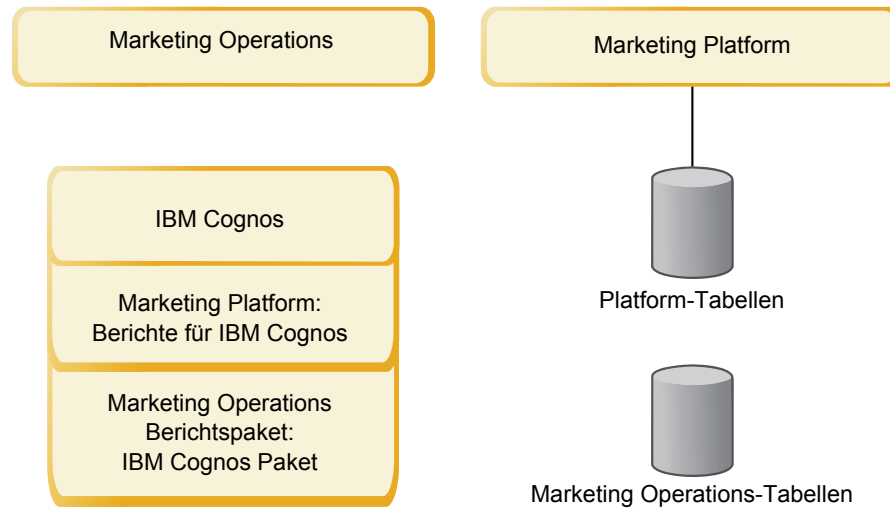 Marketing Operations
Marketing Platform
IBM Cognos
Marketing Platform:
Berichte für IBM Cognos
Marketing Operations
Berichtspaket:
IBM Cognos Paket
Platform-Tabellen
Marketing Operations-Tabellen